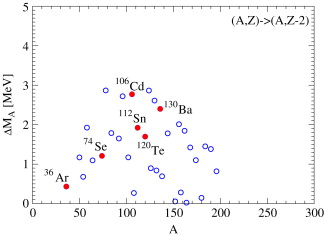 (A,Z)->(A,Z-2)
ΔM_A [MeV]
5
4
3
2
1
0
¹⁰⁶Cd
¹³⁰Ba
¹¹²Sn
⁷⁴Se
¹²⁰Te
³⁶Ar
0 50 100 150 200 250 300
A